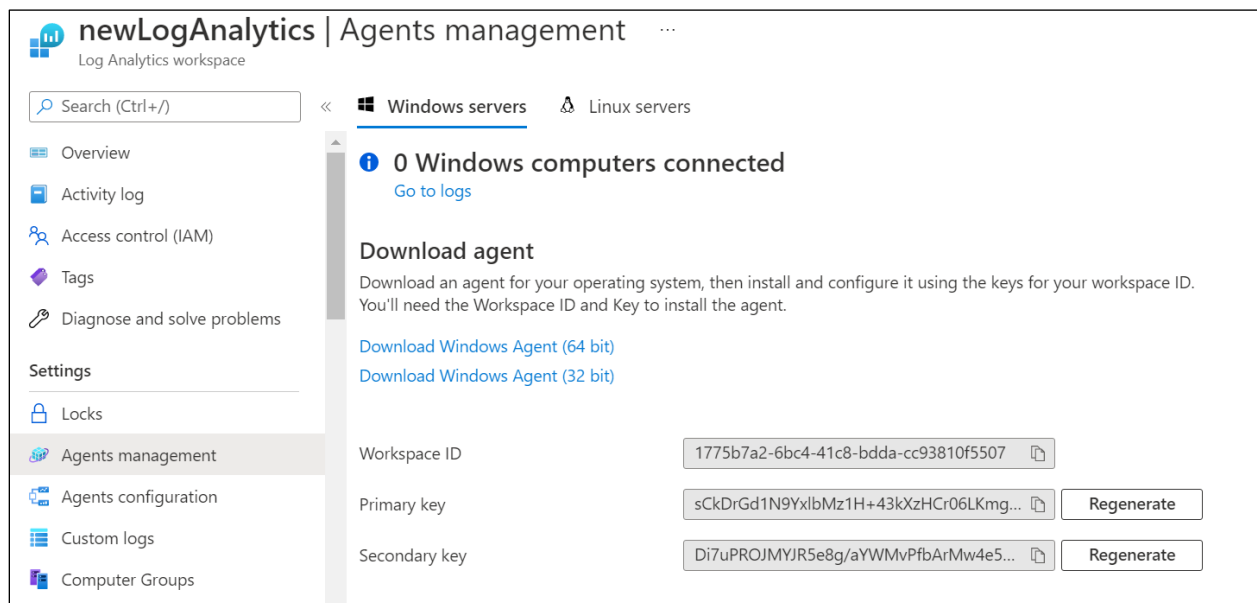 newLogAnalytics | Agents management ...
Log Analytics workspace
Search (Ctrl+/)
«
Overview
Activity log
Access control (IAM)
Tags
Diagnose and solve problems
Settings
Locks
Agents management
Agents configuration
Custom logs
Computer Groups
Windows servers
Linux servers
0 Windows computers connected
Go to logs
Download agent
Download an agent for your operating system, then install and configure it using the keys for your workspace ID.
You'll need the Workspace ID and Key to install the agent.
Download Windows Agent (64 bit)
Download Windows Agent (32 bit)
Workspace ID 1775b7a2-6bc4-41c8-bdda-cc93810f5507
Primary key sCkDrGd1N9YxlbMz1H+43kXzHCr06LKmg... Regenerate
Secondary key Di7uPROJMYJR5e8g/aYWMvPfbArMw4e5... Regenerate